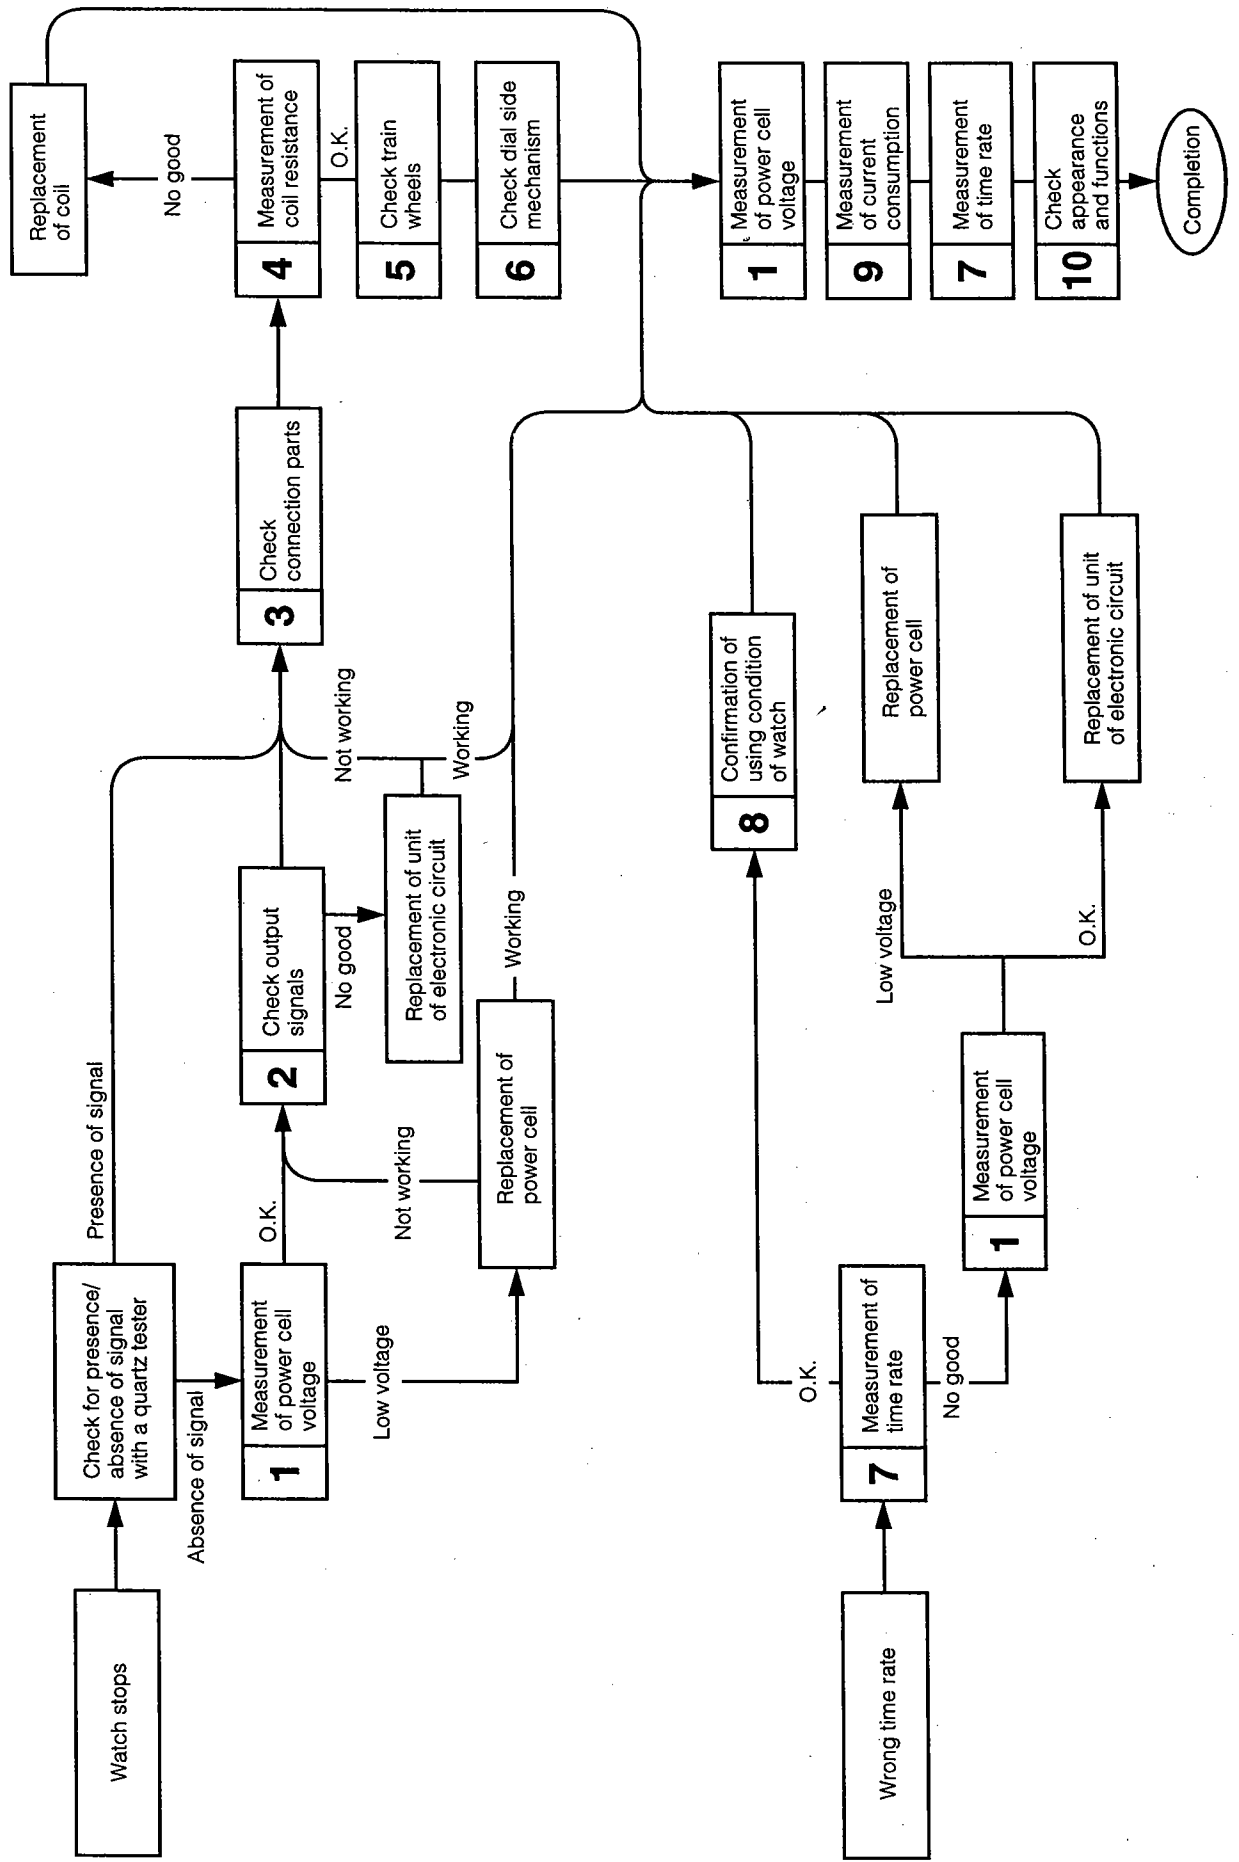 Watch stops
Check for presence/
absence of signal
with a quartz tester
Presence of signal
Absence of signal
1
Measurement
of power cell
voltage
O.K.
Low voltage
Not working
Replacement of
power cell
Working
2
Check output
signals
No good
Replacement of unit
of electronic circuit
Not working
Working
3
Check
connection parts
4
Measurement of
coil resistance
No good
Replacement
of coil
O.K.
5
Check train
wheels
6
Check dial side
mechanism
1
Measurement
of power cell
voltage
9
Measurement
of current
consumption
7
Measurement
of time rate
10
Check
appearance
and functions
Completion
Wrong time rate
7
Measurement of
time rate
O.K.
No good
8
Confirmation of
using condition
of watch
1
Measurement
of power cell
voltage
Low voltage
O.K.
Replacement of
power cell
Replacement of unit
of electronic circuit